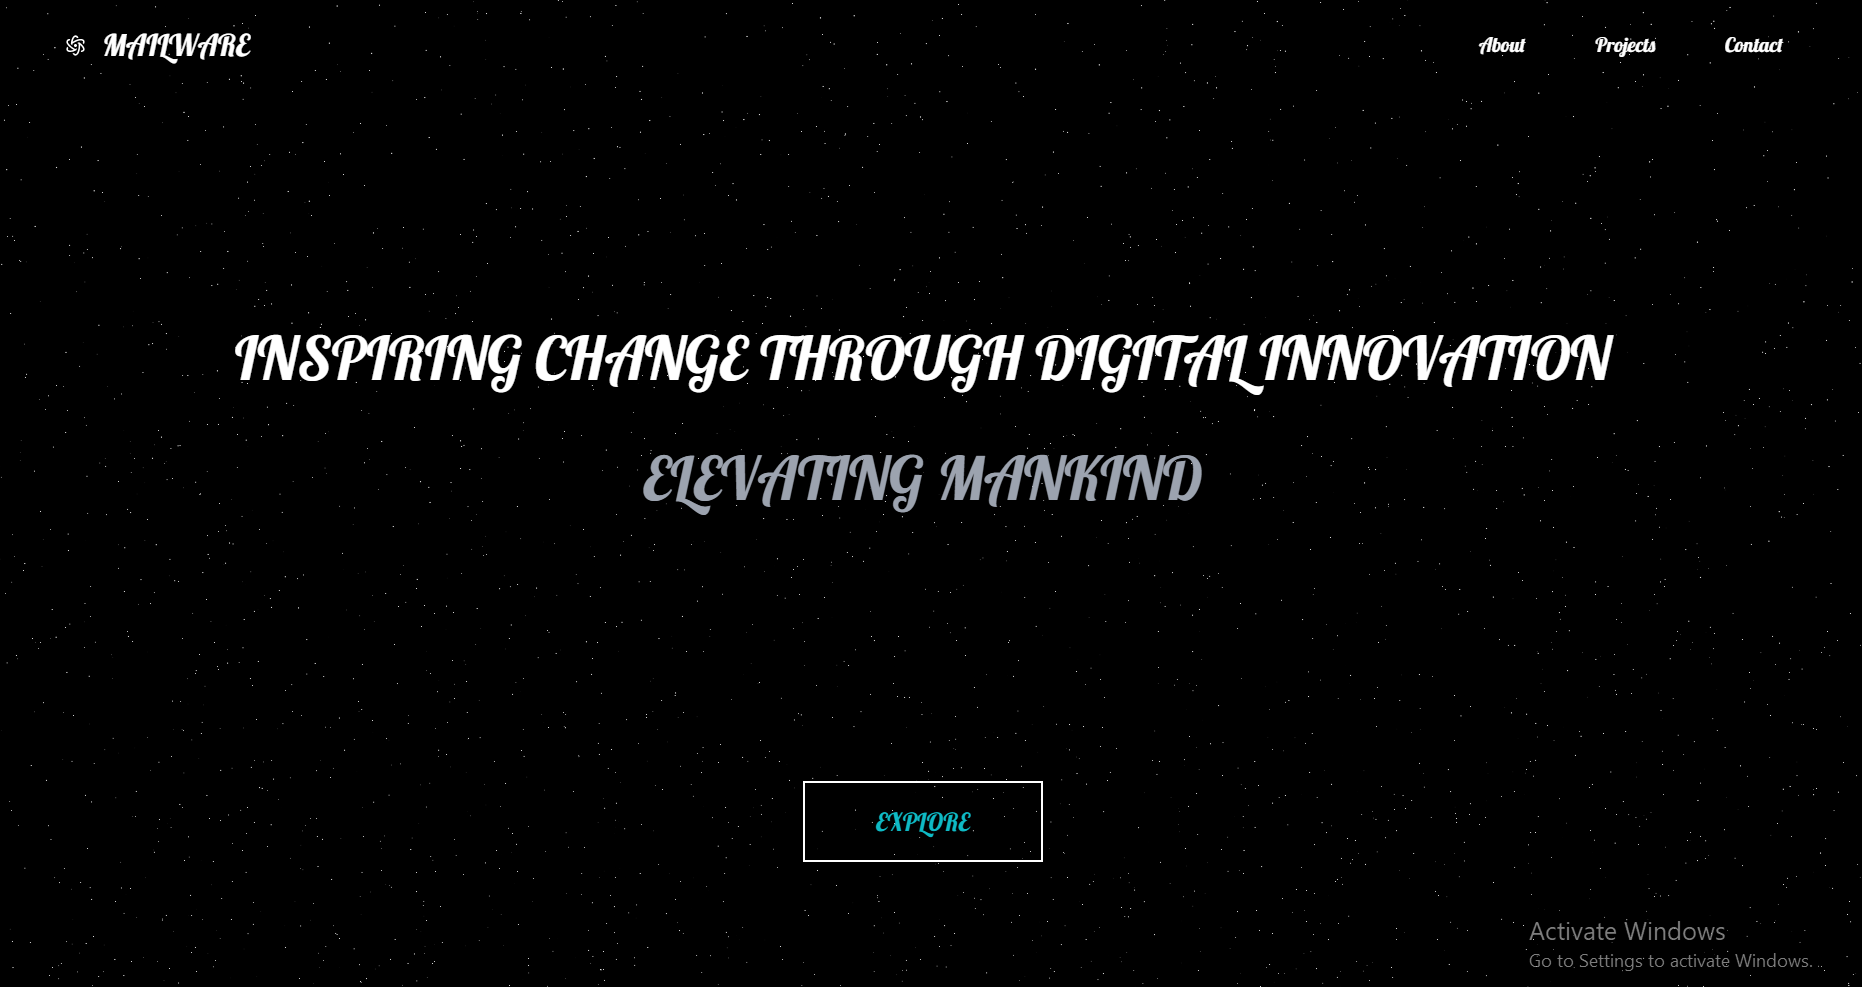 MAILWARE
About Projects Contact
INSPIRING CHANGE THROUGH DIGITAL INNOVATION
ELEVATING MANKIND
EXPLORE
Activate Windows
Go to Settings to activate Windows.